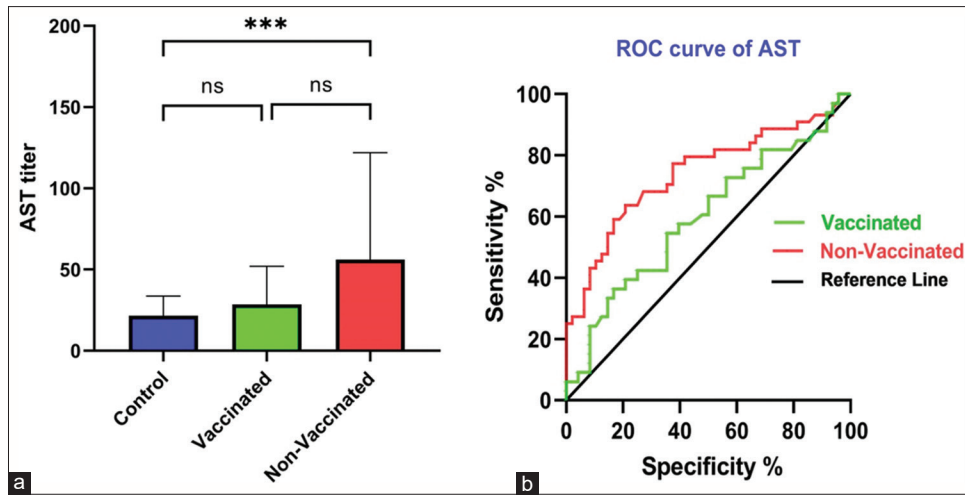 200
150
100
50
0
AST titer
***
ns
ns
Control
Vaccinated
Non-Vaccinated
a
ROC curve of AST
100
80
60
40
20
0
Sensitivity %
0 20 40 60 80 100
Specificity %
Vaccinated
Non-Vaccinated
Reference Line
b